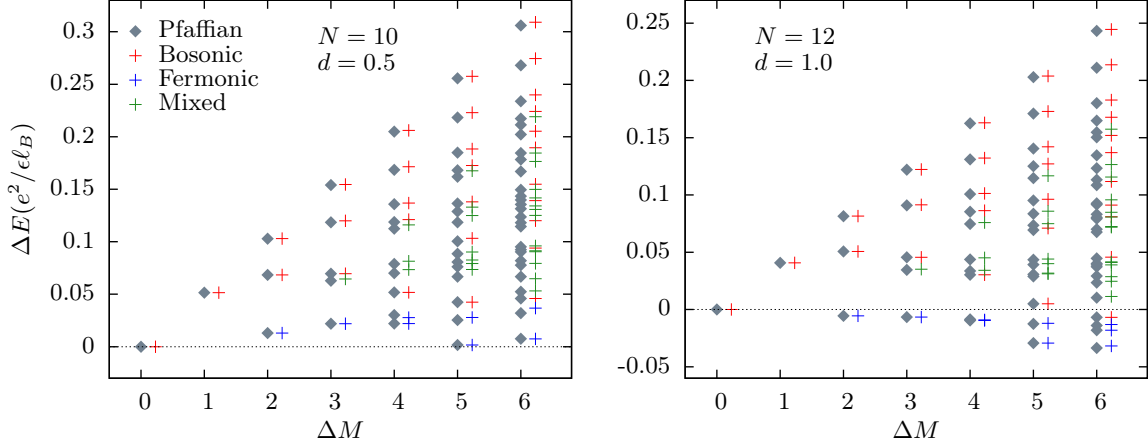 0.3
0.25
0.2
0.15
0.1
0.05
0
ΔE(e²/ϵℓ_B)
Pfaffian
Bosonic
Fermonic
Mixed
N = 10
d = 0.5
0 1 2 3 4 5 6
ΔM
0.25
0.2
0.15
0.1
0.05
0
-0.05
N = 12
d = 1.0
0 1 2 3 4 5 6
ΔM